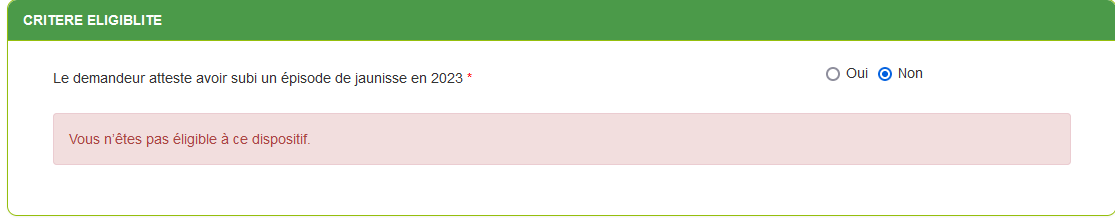 CRITERE ELIGIBLITE
Le demandeur atteste avoir subi un épisode de jaunisse en 2023 * Oui Non
Vous n'êtes pas éligible à ce dispositif.